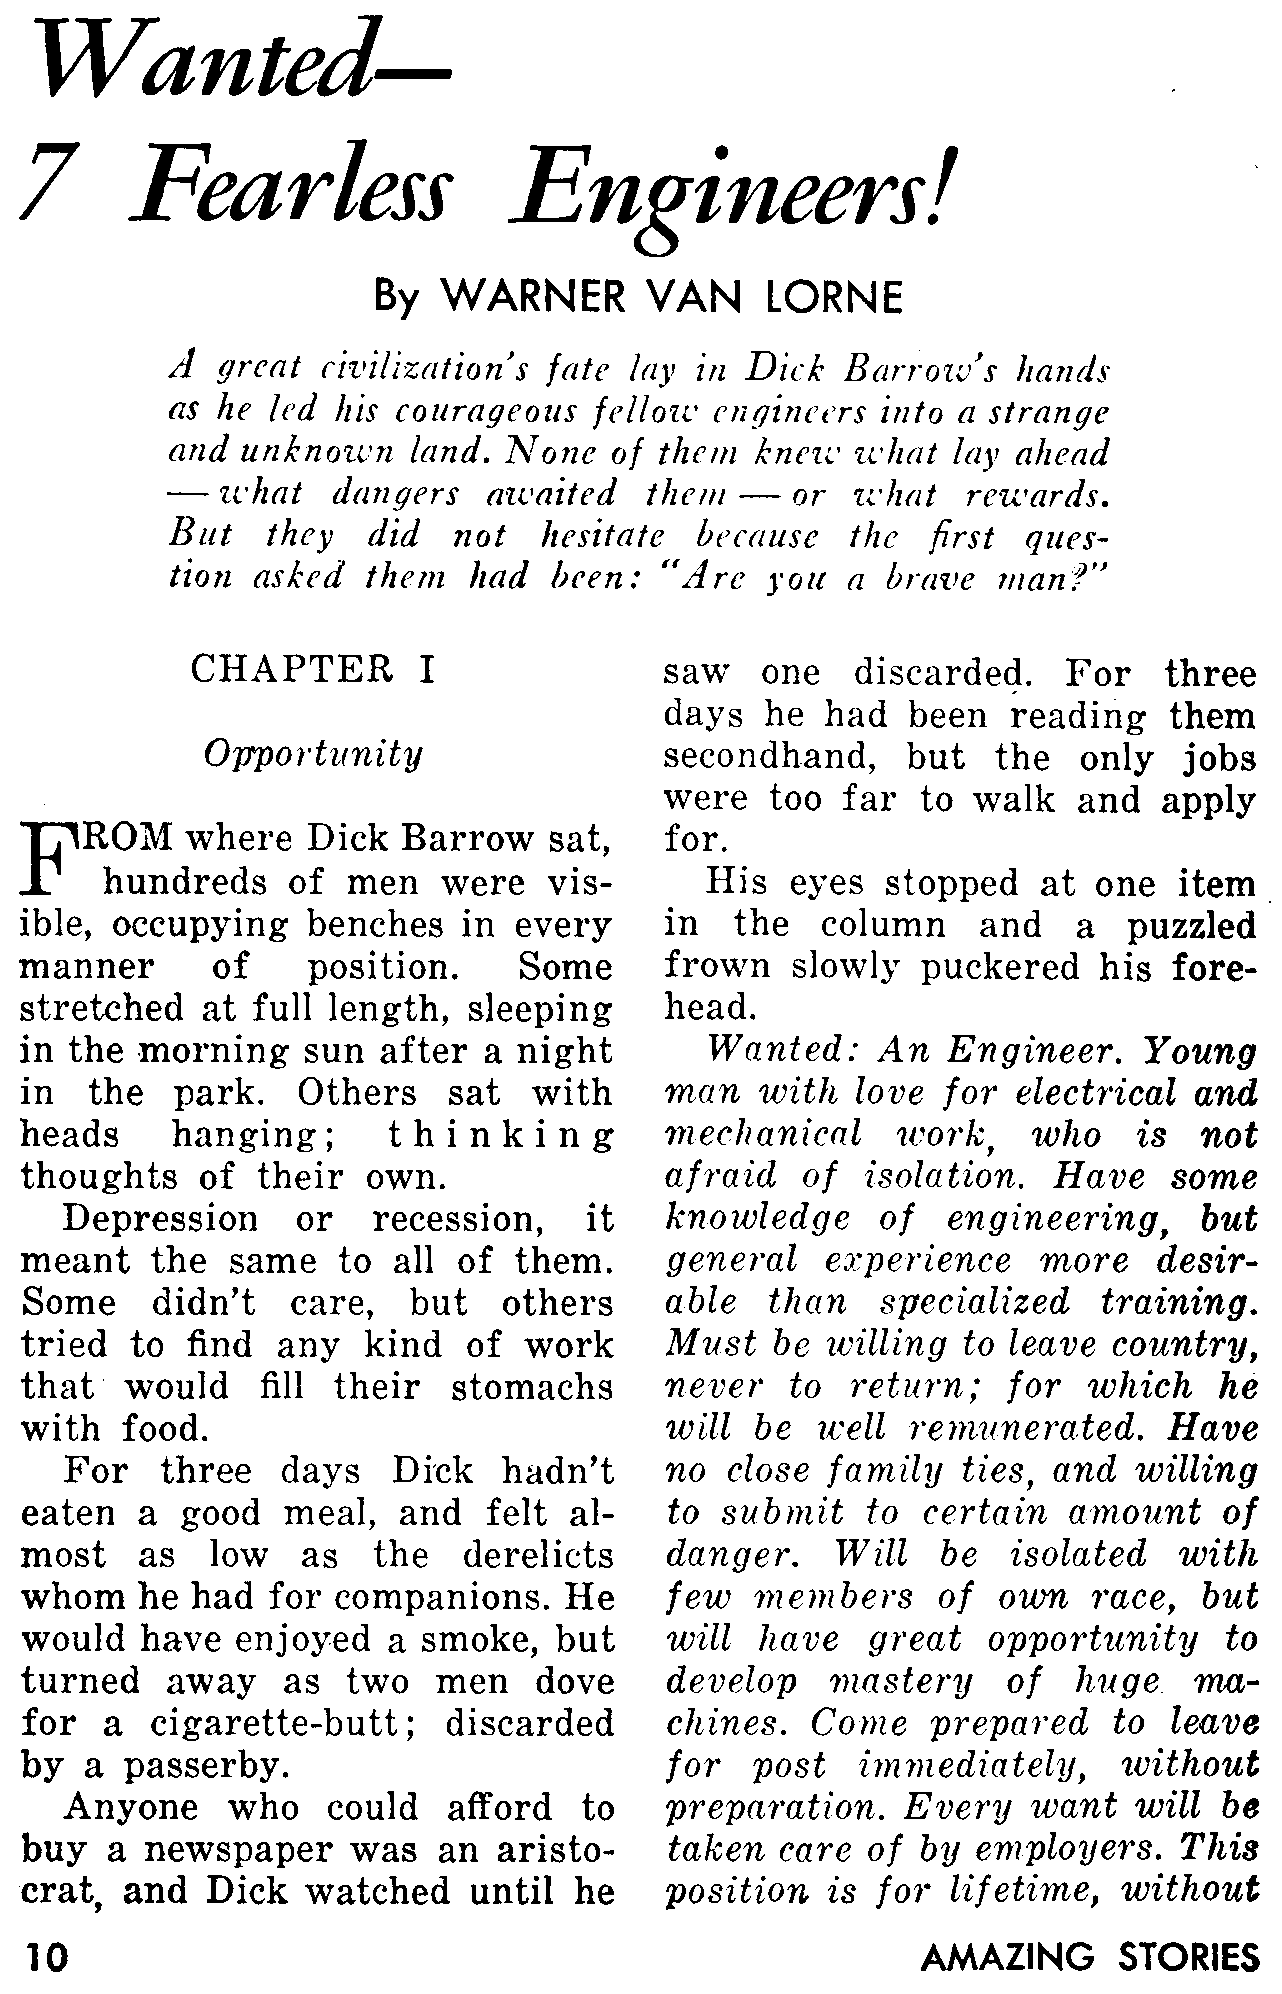 Wanted—
7 Fearless Engineers!
By WARNER VAN LORNE
A great civilization's fate lay in Dick Barrow's hands
as he led his courageous fellow engineers into a strange
and unknown land. None of them knew what lay ahead
— what dangers awaited them — or what rewards.
But they did not hesitate because the first ques-
tion asked them had been: "Are you a brave man?"
CHAPTER I
Opportunity
FROM where Dick Barrow sat,
hundreds of men were vis-
ible, occupying benches in every
manner of position. Some
stretched at full length, sleeping
in the morning sun after a night
in the park. Others sat with
heads hanging; thinking
thoughts of their own.
Depression or recession, it
meant the same to all of them.
Some didn't care, but others
tried to find any kind of work
that would fill their stomachs
with food.
For three days Dick hadn't
eaten a good meal, and felt al-
most as low as the derelicts
whom he had for companions. He
would have enjoyed a smoke, but
turned away as two men dove
for a cigarette-butt; discarded
by a passerby.
Anyone who could afford to
buy a newspaper was an aristo-
crat, and Dick watched until he
saw one discarded. For three
days he had been reading them
secondhand, but the only jobs
were too far to walk and apply
for.
His eyes stopped at one item
in the column and a puzzled
frown slowly puckered his fore-
head.
Wanted: An Engineer. Young
man with love for electrical and
mechanical work, who is not
afraid of isolation. Have some
knowledge of engineering, but
general experience more desir-
able than specialized training.
Must be willing to leave country,
never to return; for which he
will be well remunerated. Have
no close family ties, and willing
to submit to certain amount of
danger. Will be isolated with
few members of own race, but
will have great opportunity to
develop mastery of huge ma-
chines. Come prepared to leave
for post immediately, without
preparation. Every want will be
taken care of by employers. This
position is for lifetime, without
10
AMAZING STORIES